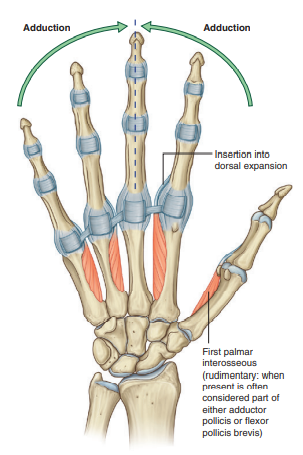 Adduction
Adduction
Insertion into
dorsal expansion
First palmar
interosseous
(rudimentary: when
present is often
considered part of
either adductor
pollicis or flexor
pollicis brevis)